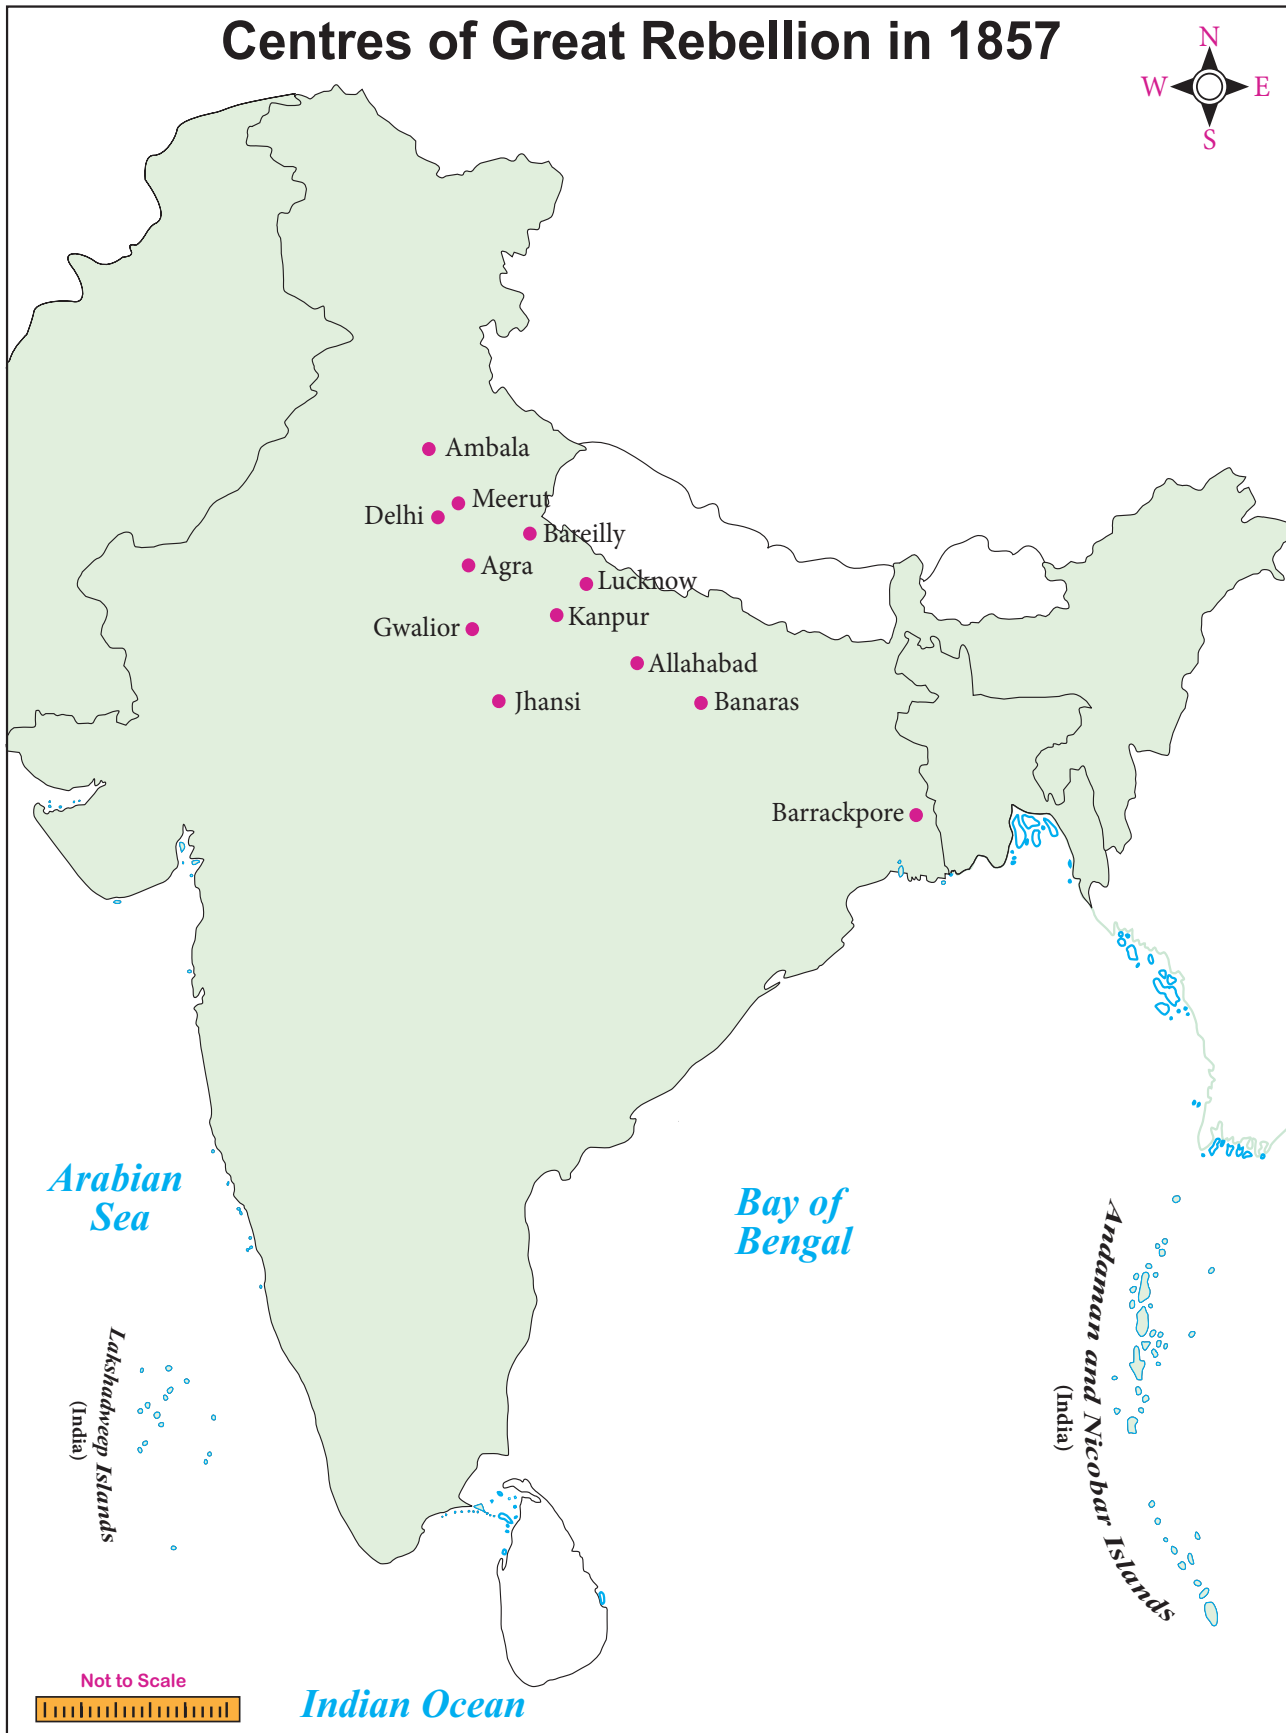 Centres of Great Rebellion in 1857
N
W E
S
Ambala
Meerut
Delhi
Bareilly
Agra
Lucknow
Kanpur
Gwalior
Allahabad
Jhansi
Banaras
Barrackpore
Arabian
Sea
Bay of
Bengal
Andaman and Nicobar Islands
(India)
Lakshadweep Islands
(India)
Not to Scale
Indian Ocean